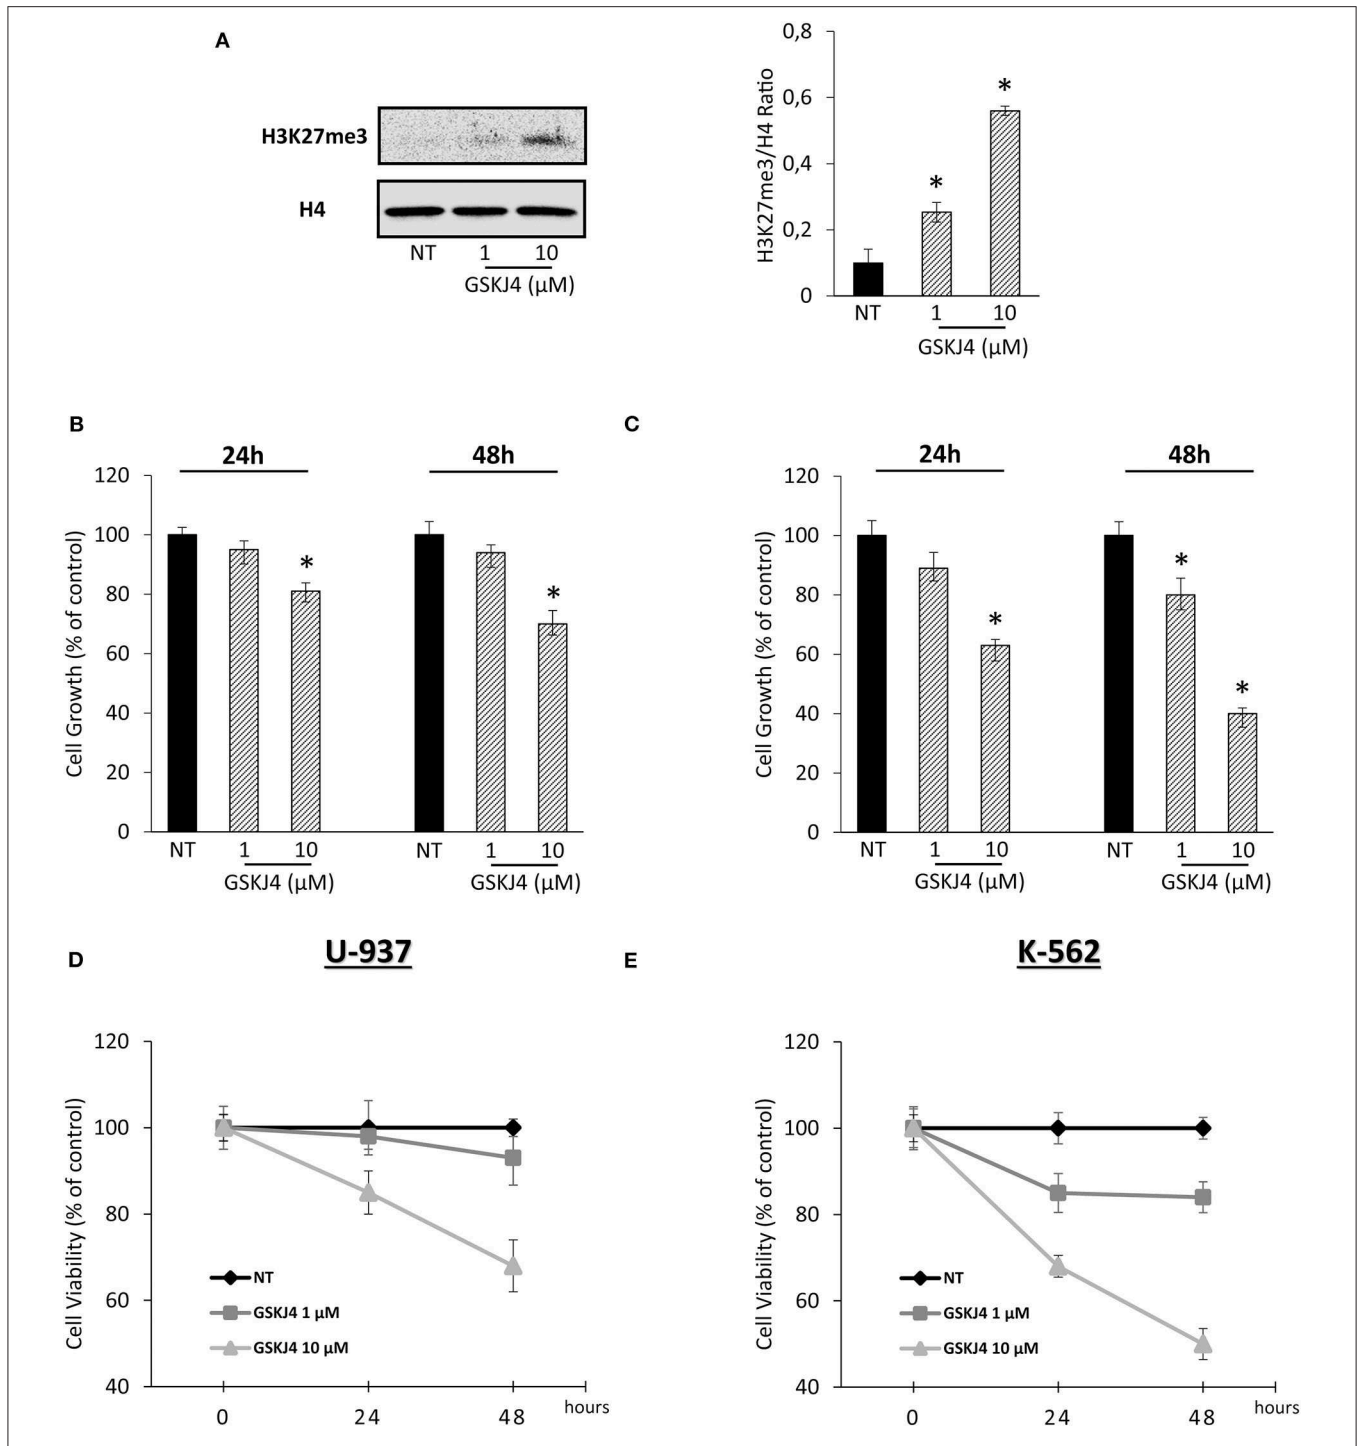 A
H3K27me3
H4
NT 1 10
GSKJ4 (µM)
H3K27me3/H4 Ratio
0,8
0,6
0,4
0,2
0
*
*
NT 1 10
GSKJ4 (µM)
B
24h 48h
Cell Growth (% of control)
120
100
80
60
40
20
0
*
*
NT 1 10 NT 1 10
GSKJ4 (µM) GSKJ4 (µM)
C
24h 48h
Cell Growth (% of control)
120
100
80
60
40
20
0
*
*
*
NT 1 10 NT 1 10
GSKJ4 (µM) GSKJ4 (µM)
D
U-937
Cell Viability (% of control)
120
100
80
60
40
NT
GSKJ4 1 µM
GSKJ4 10 µM
0 24 48 hours
E
K-562
Cell Viability (% of control)
120
100
80
60
40
NT
GSKJ4 1 µM
GSKJ4 10 µM
0 24 48 hours